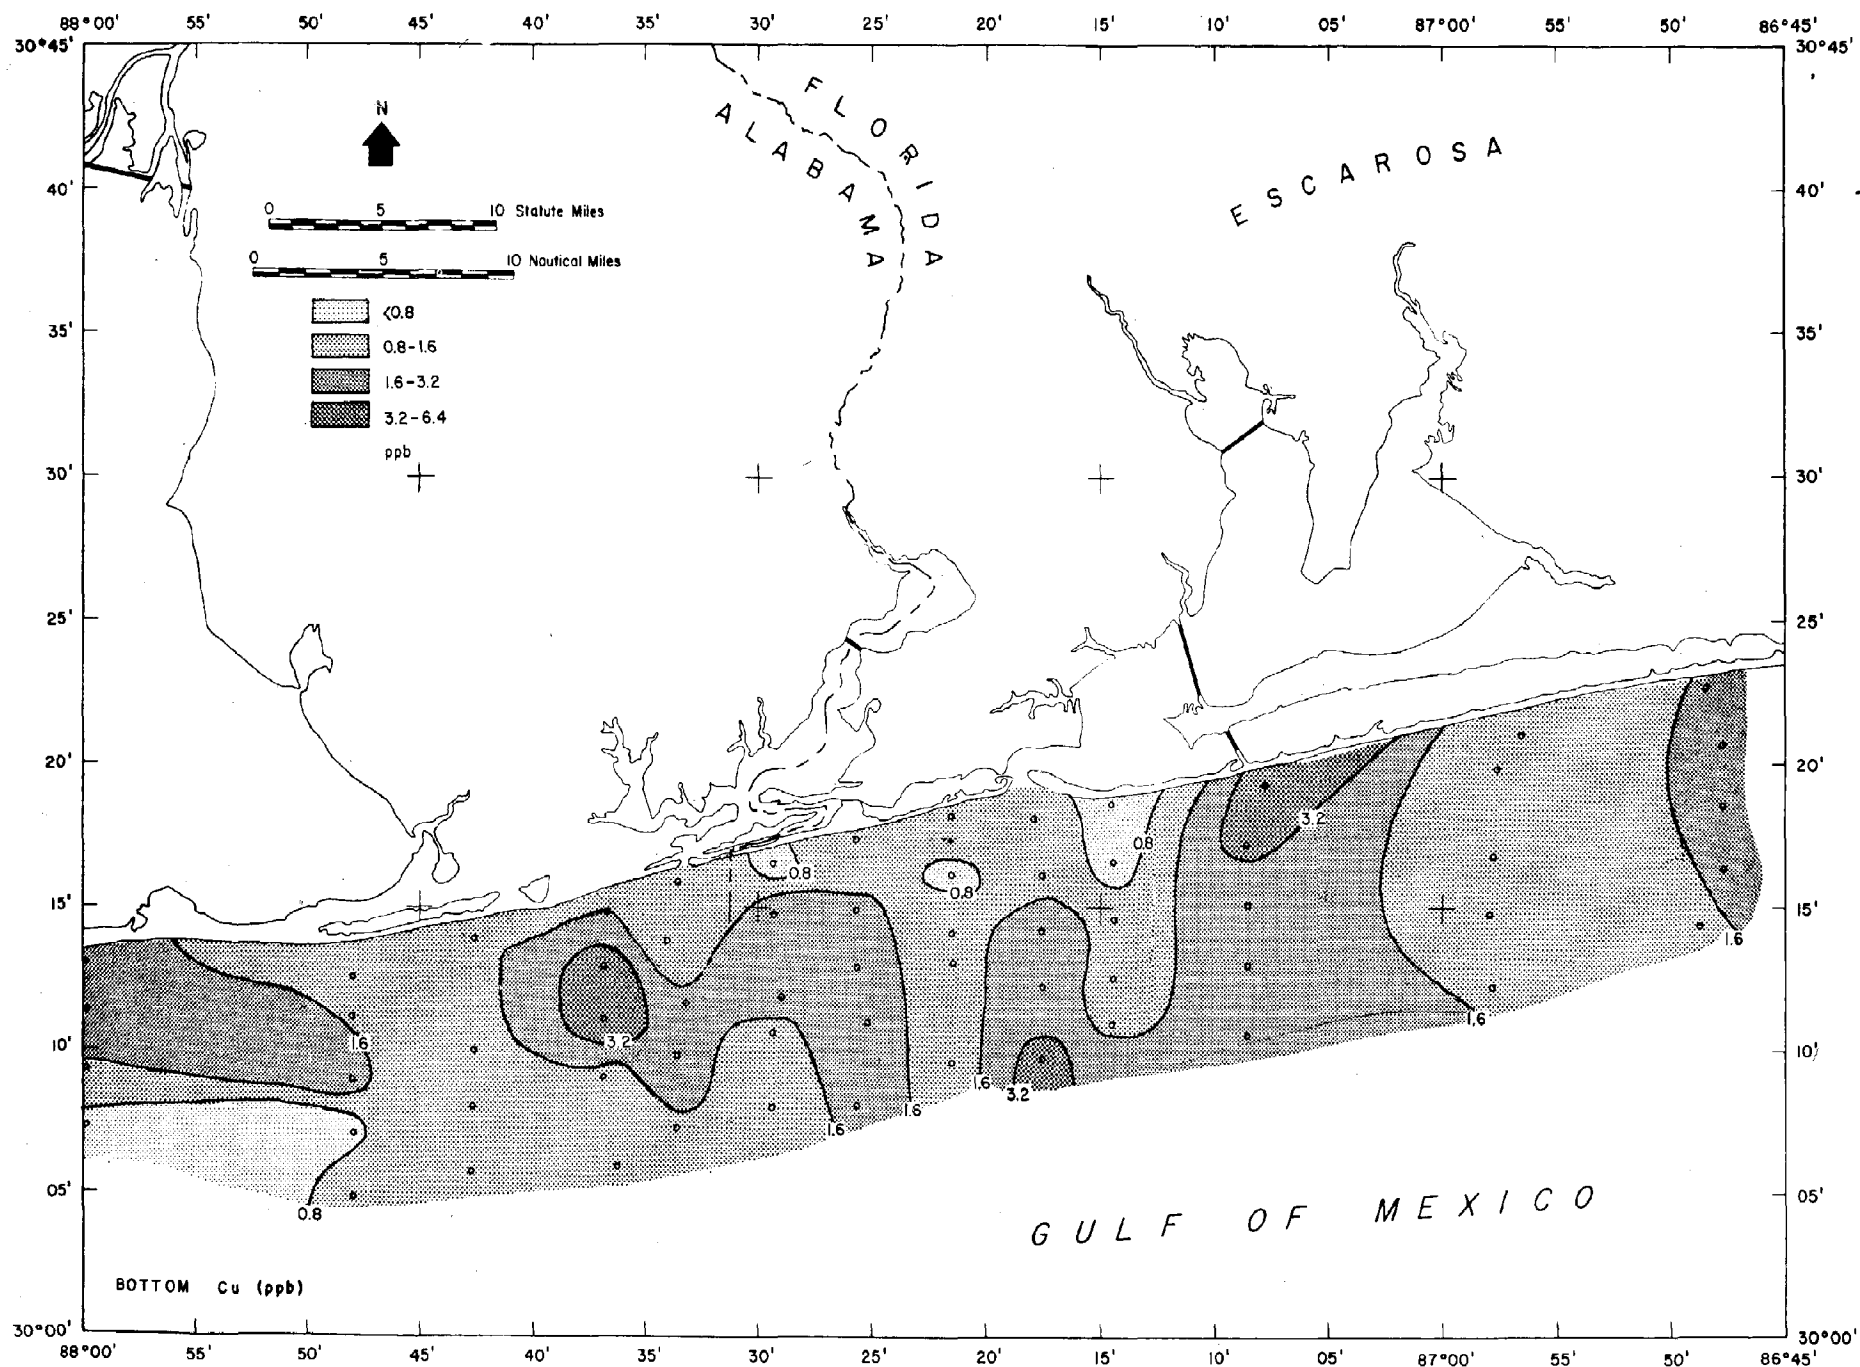 88°00' 55' 50' 45' 40' 35' 30' 25' 20' 15' 10' 05' 87°00' 55' 50' 86°45'
30°45' 30°45'
FLORIDA
ALABAMA
ESCAROSA
N
40' 40'
0 5 10 Statute Miles
0 5 10 Nautical Miles
<0.8
35' 35'
0.8-1.6
1.6-3.2
3.2-6.4
ppb
30' 30'
25' 25'
20' 20'
3.2
0.8
0.8
0.8
15' 15'
1.6
1.6
1.6
3.2
10' 10'
1.6
3.2
1.6
1.6
05' 05'
0.8
GULF OF MEXICO
BOTTOM Cu (ppb)
30°00' 30°00'
88°00' 55' 50' 45' 40' 35' 30' 25' 20' 15' 10' 05' 87°00' 55' 50' 86°45'